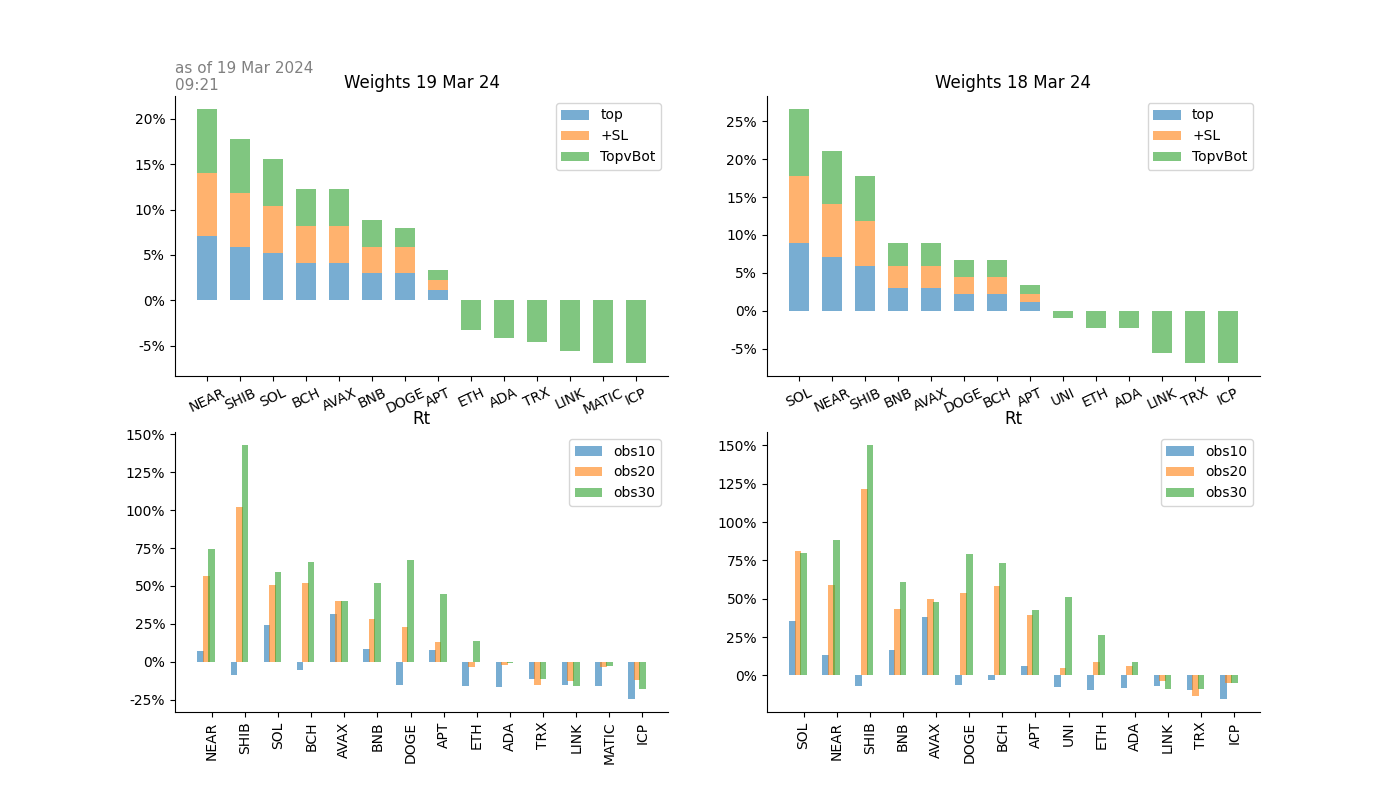 as of 19 Mar 2024
09:21
Weights 19 Mar 24
20%
15%
10%
5%
0%
-5%
top
+SL
TopvBot
NEAR SHIB SOL BCH AVAX BNB DOGE APT ETH ADA TRX LINK MATIC ICP
Weights 18 Mar 24
25%
20%
15%
10%
5%
0%
-5%
top
+SL
TopvBot
SOL NEAR SHIB BNB AVAX DOGE BCH APT UNI ETH ADA LINK TRX ICP
Rt
150%
125%
100%
75%
50%
25%
0%
-25%
obs10
obs20
obs30
NEAR SHIB SOL BCH AVAX BNB DOGE APT ETH ADA TRX LINK MATIC ICP
Rt
150%
125%
100%
75%
50%
25%
0%
obs10
obs20
obs30
SOL NEAR SHIB BNB AVAX DOGE BCH APT UNI ETH ADA LINK TRX ICP